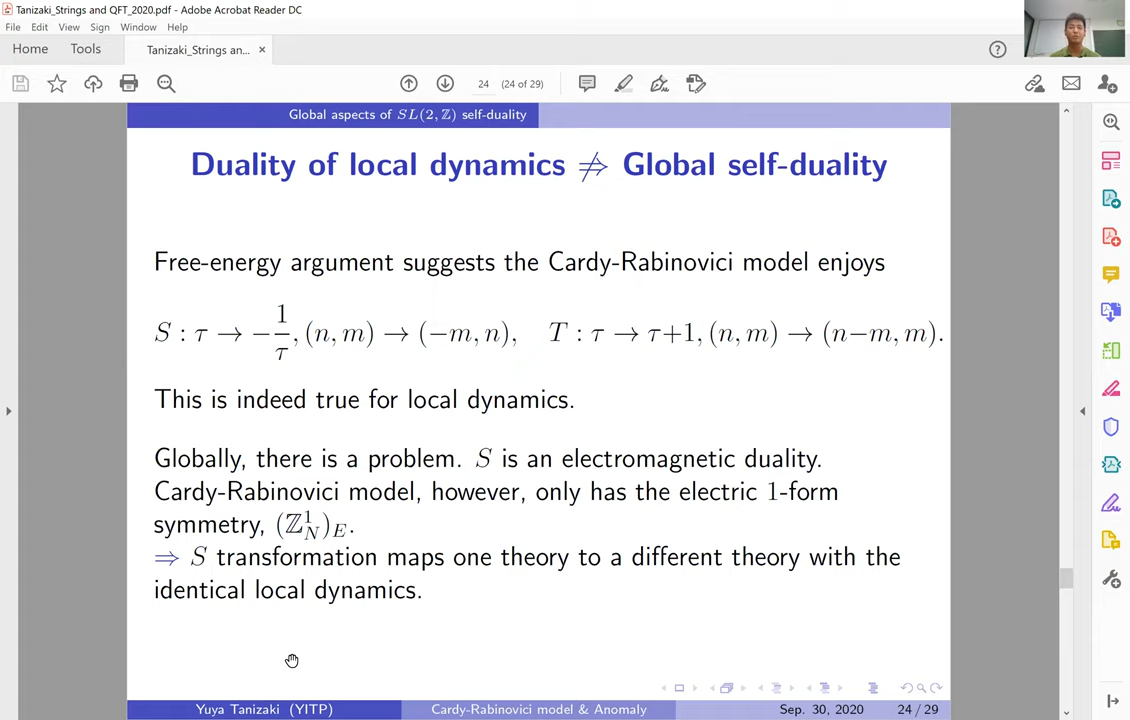 Tanizaki_Strings and QFT_2020.pdf - Adobe Acrobat Reader DC
File Edit View Sign Window Help
Home Tools Tanizaki_Strings an... ×
24 (24 of 29)
Global aspects of SL(2, ℤ) self-duality
Duality of local dynamics ⇏ Global self-duality
Free-energy argument suggests the Cardy-Rabinovici model enjoys
S : τ → −1/τ, (n, m) → (−m, n), T : τ → τ+1, (n, m) → (n−m, m).
This is indeed true for local dynamics.
Globally, there is a problem. S is an electromagnetic duality.
Cardy-Rabinovici model, however, only has the electric 1-form
symmetry, (ℤ_N^1)_E.
⇒ S transformation maps one theory to a different theory with the
identical local dynamics.
Yuya Tanizaki (YITP) Cardy-Rabinovici model & Anomaly Sep. 30, 2020 24 / 29